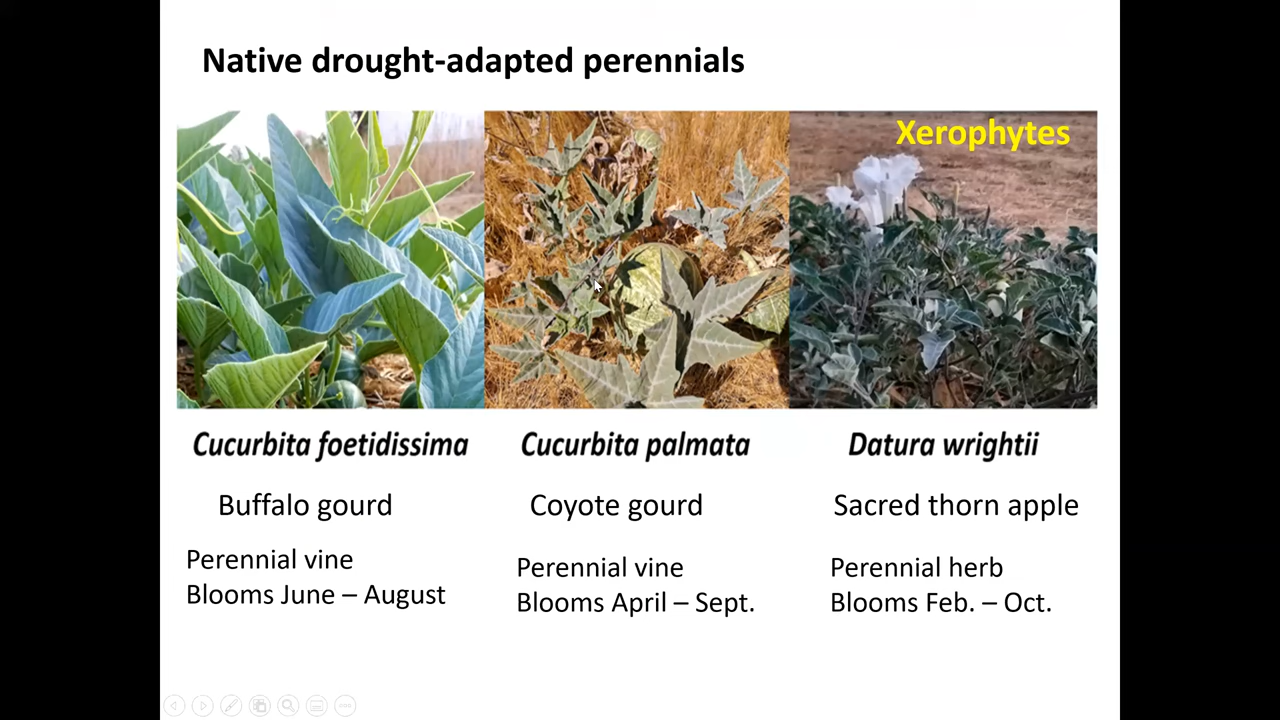 Native drought-adapted perennials
Xerophytes
Cucurbita foetidissima
Buffalo gourd
Perennial vine
Blooms June – August
Cucurbita palmata
Coyote gourd
Perennial vine
Blooms April – Sept.
Datura wrightii
Sacred thorn apple
Perennial herb
Blooms Feb. – Oct.